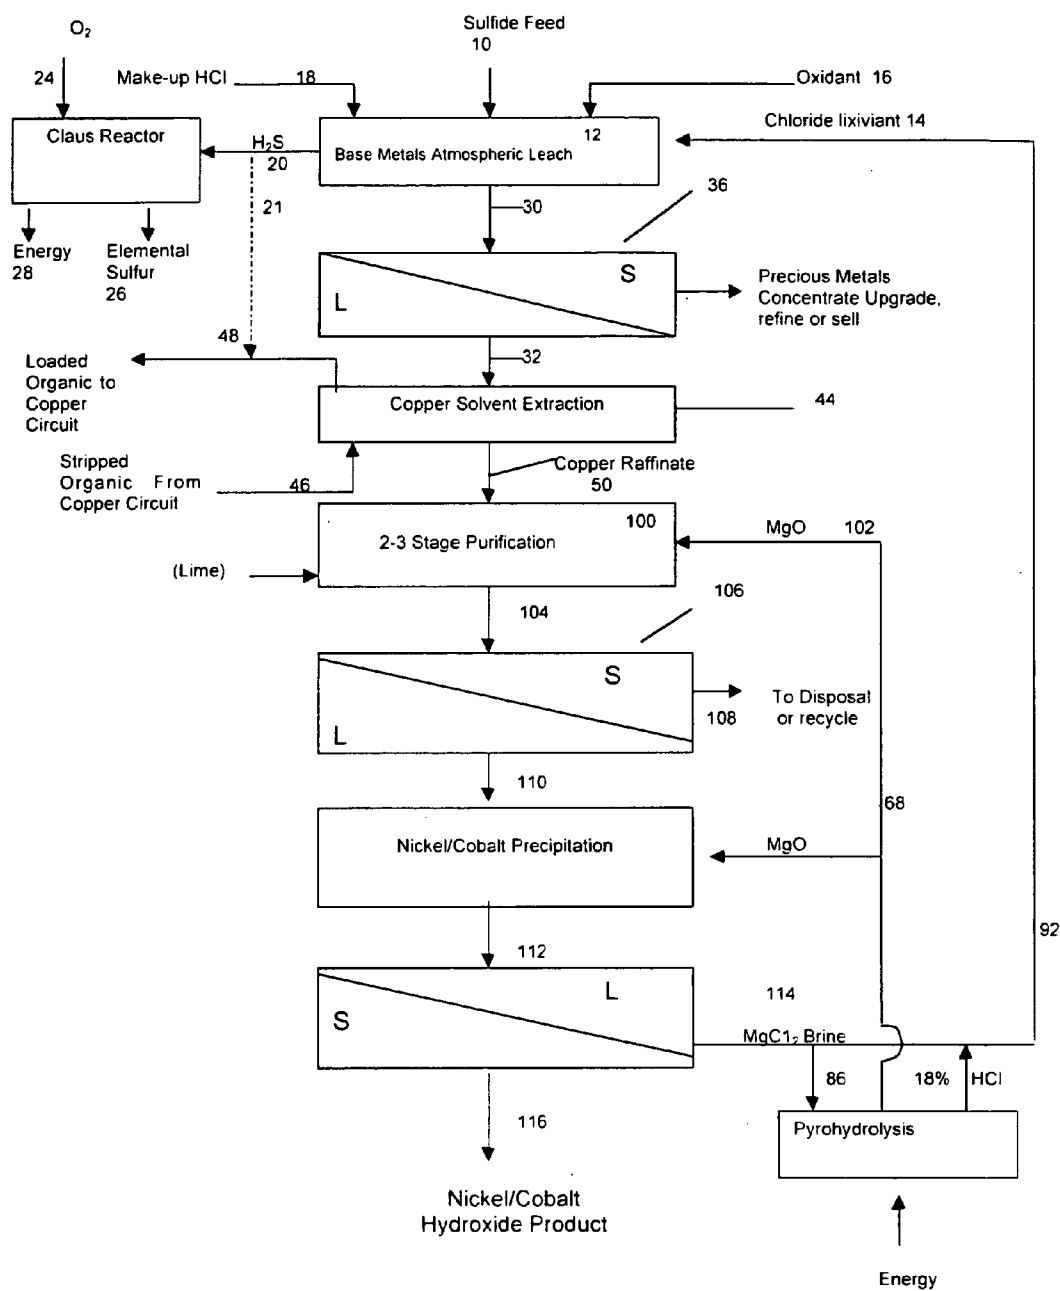 O2
Sulfide Feed
10
24
Make-up HCl
18
Oxidant 16
Claus Reactor
12
Chloride lixiviant 14
H2S
20
Base Metals Atmospheric Leach
36
21
30
Energy
28
Elemental
Sulfur
26
S
L
Precious Metals
Concentrate Upgrade,
refine or sell
48
32
Loaded
Organic to
Copper
Circuit
Copper Solvent Extraction
44
Stripped
Organic From
Copper Circuit
46
Copper Raffinate
50
100
2-3 Stage Purification
MgO 102
(Lime)
104
106
S
L
108
To Disposal
or recycle
110
68
Nickel/Cobalt Precipitation
MgO
92
112
L
S
114
MgC12 Brine
86
18% HCl
116
Pyrohydrolysis
Nickel/Cobalt
Hydroxide Product
Energy